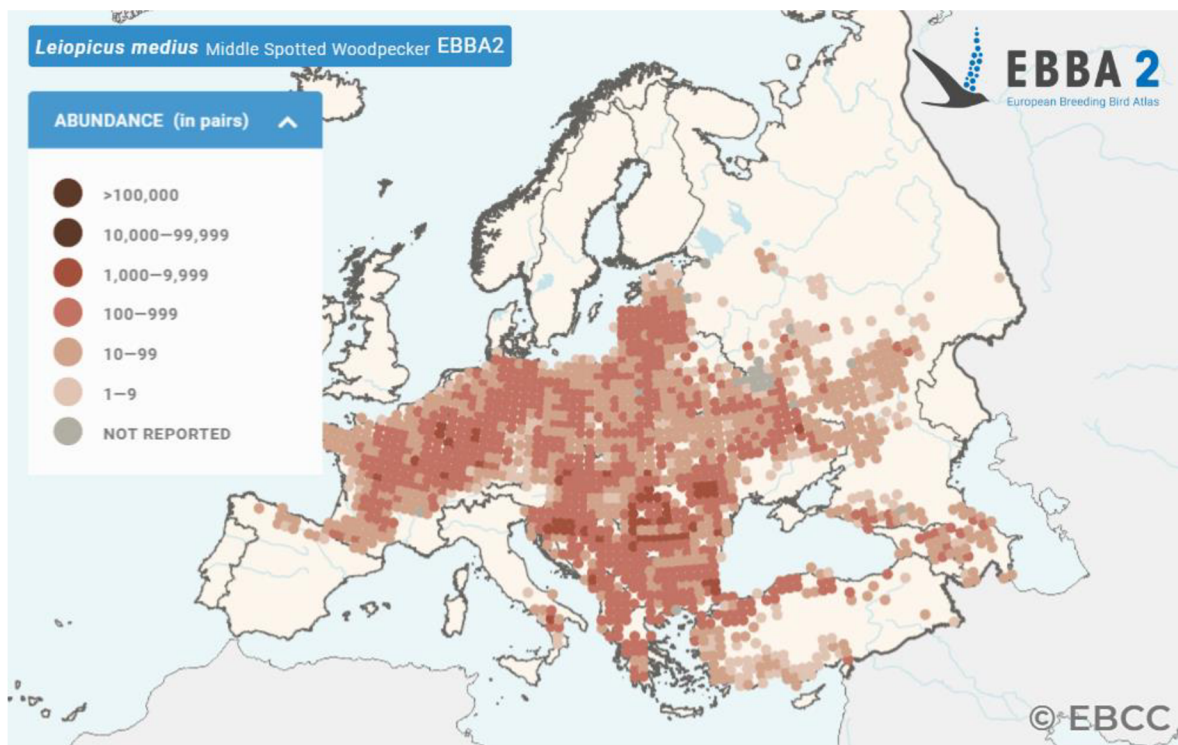 Leiopicus medius Middle Spotted Woodpecker EBBA2
EBBA 2
European Breeding Bird Atlas
ABUNDANCE (in pairs)
>100,000
10,000—99,999
1,000—9,999
100—999
10—99
1—9
NOT REPORTED
© EBCC